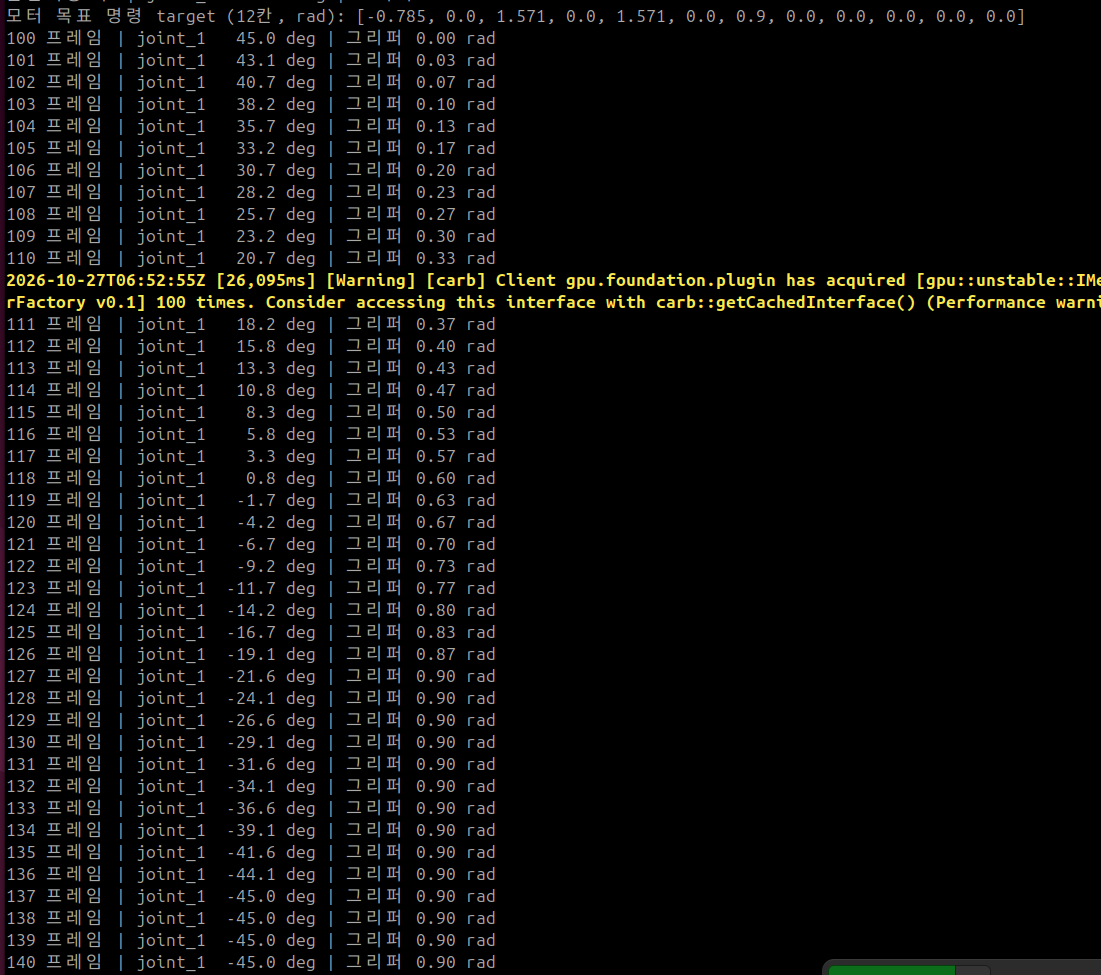 모터 목표 명령 target (12칸, rad): [-0.785, 0.0, 1.571, 0.0, 1.571, 0.0, 0.9, 0.0, 0.0, 0.0, 0.0, 0.0]
100 프레임 | joint_1   45.0 deg | 그리퍼 0.00 rad
101 프레임 | joint_1   43.1 deg | 그리퍼 0.03 rad
102 프레임 | joint_1   40.7 deg | 그리퍼 0.07 rad
103 프레임 | joint_1   38.2 deg | 그리퍼 0.10 rad
104 프레임 | joint_1   35.7 deg | 그리퍼 0.13 rad
105 프레임 | joint_1   33.2 deg | 그리퍼 0.17 rad
106 프레임 | joint_1   30.7 deg | 그리퍼 0.20 rad
107 프레임 | joint_1   28.2 deg | 그리퍼 0.23 rad
108 프레임 | joint_1   25.7 deg | 그리퍼 0.27 rad
109 프레임 | joint_1   23.2 deg | 그리퍼 0.30 rad
110 프레임 | joint_1   20.7 deg | 그리퍼 0.33 rad
2026-10-27T06:52:55Z [26,095ms] [Warning] [carb] Client gpu.foundation.plugin has acquired [gpu::unstable::IMe
rFactory v0.1] 100 times. Consider accessing this interface with carb::getCachedInterface() (Performance warni
111 프레임 | joint_1   18.2 deg | 그리퍼 0.37 rad
112 프레임 | joint_1   15.8 deg | 그리퍼 0.40 rad
113 프레임 | joint_1   13.3 deg | 그리퍼 0.43 rad
114 프레임 | joint_1   10.8 deg | 그리퍼 0.47 rad
115 프레임 | joint_1    8.3 deg | 그리퍼 0.50 rad
116 프레임 | joint_1    5.8 deg | 그리퍼 0.53 rad
117 프레임 | joint_1    3.3 deg | 그리퍼 0.57 rad
118 프레임 | joint_1    0.8 deg | 그리퍼 0.60 rad
119 프레임 | joint_1   -1.7 deg | 그리퍼 0.63 rad
120 프레임 | joint_1   -4.2 deg | 그리퍼 0.67 rad
121 프레임 | joint_1   -6.7 deg | 그리퍼 0.70 rad
122 프레임 | joint_1   -9.2 deg | 그리퍼 0.73 rad
123 프레임 | joint_1  -11.7 deg | 그리퍼 0.77 rad
124 프레임 | joint_1  -14.2 deg | 그리퍼 0.80 rad
125 프레임 | joint_1  -16.7 deg | 그리퍼 0.83 rad
126 프레임 | joint_1  -19.1 deg | 그리퍼 0.87 rad
127 프레임 | joint_1  -21.6 deg | 그리퍼 0.90 rad
128 프레임 | joint_1  -24.1 deg | 그리퍼 0.90 rad
129 프레임 | joint_1  -26.6 deg | 그리퍼 0.90 rad
130 프레임 | joint_1  -29.1 deg | 그리퍼 0.90 rad
131 프레임 | joint_1  -31.6 deg | 그리퍼 0.90 rad
132 프레임 | joint_1  -34.1 deg | 그리퍼 0.90 rad
133 프레임 | joint_1  -36.6 deg | 그리퍼 0.90 rad
134 프레임 | joint_1  -39.1 deg | 그리퍼 0.90 rad
135 프레임 | joint_1  -41.6 deg | 그리퍼 0.90 rad
136 프레임 | joint_1  -44.1 deg | 그리퍼 0.90 rad
137 프레임 | joint_1  -45.0 deg | 그리퍼 0.90 rad
138 프레임 | joint_1  -45.0 deg | 그리퍼 0.90 rad
139 프레임 | joint_1  -45.0 deg | 그리퍼 0.90 rad
140 프레임 | joint_1  -45.0 deg | 그리퍼 0.90 rad